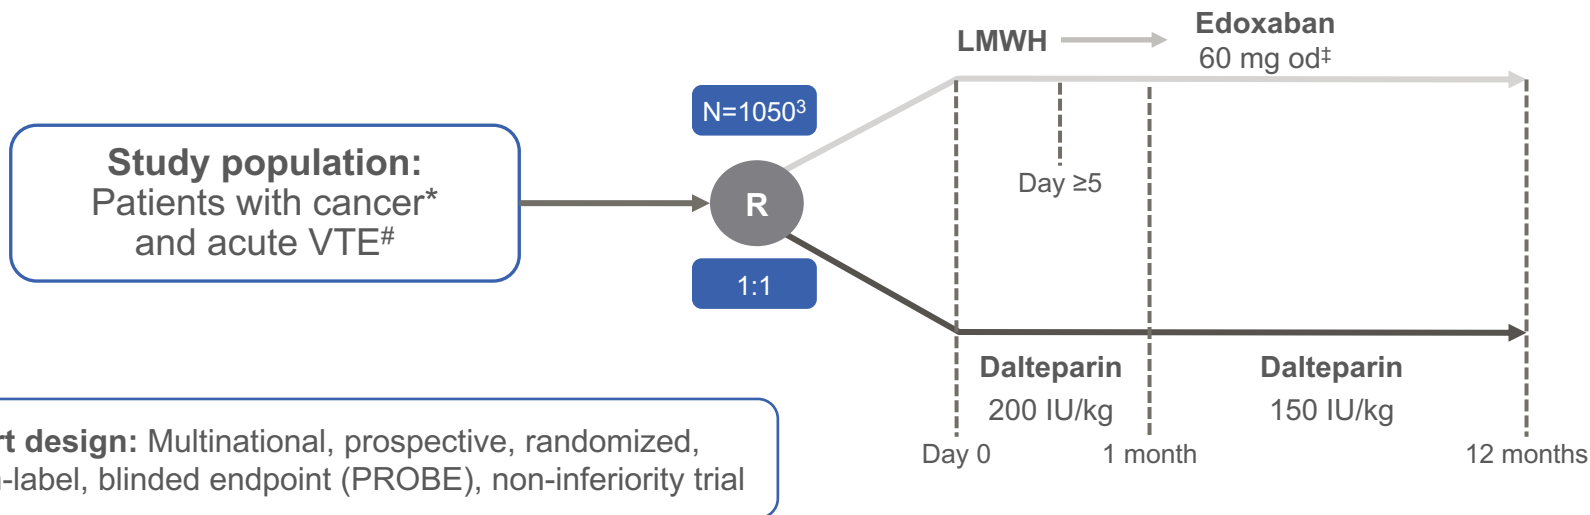 Study population:
Patients with cancer*
and acute VTE#
N=1050³
R
1:1
LMWH
Edoxaban
60 mg od‡
Day ≥5
Dalteparin
200 IU/kg
Dalteparin
150 IU/kg
Day 0
1 month
12 months
design: Multinational, prospective, randomized,
-label, blinded endpoint (PROBE), non-inferiority trial